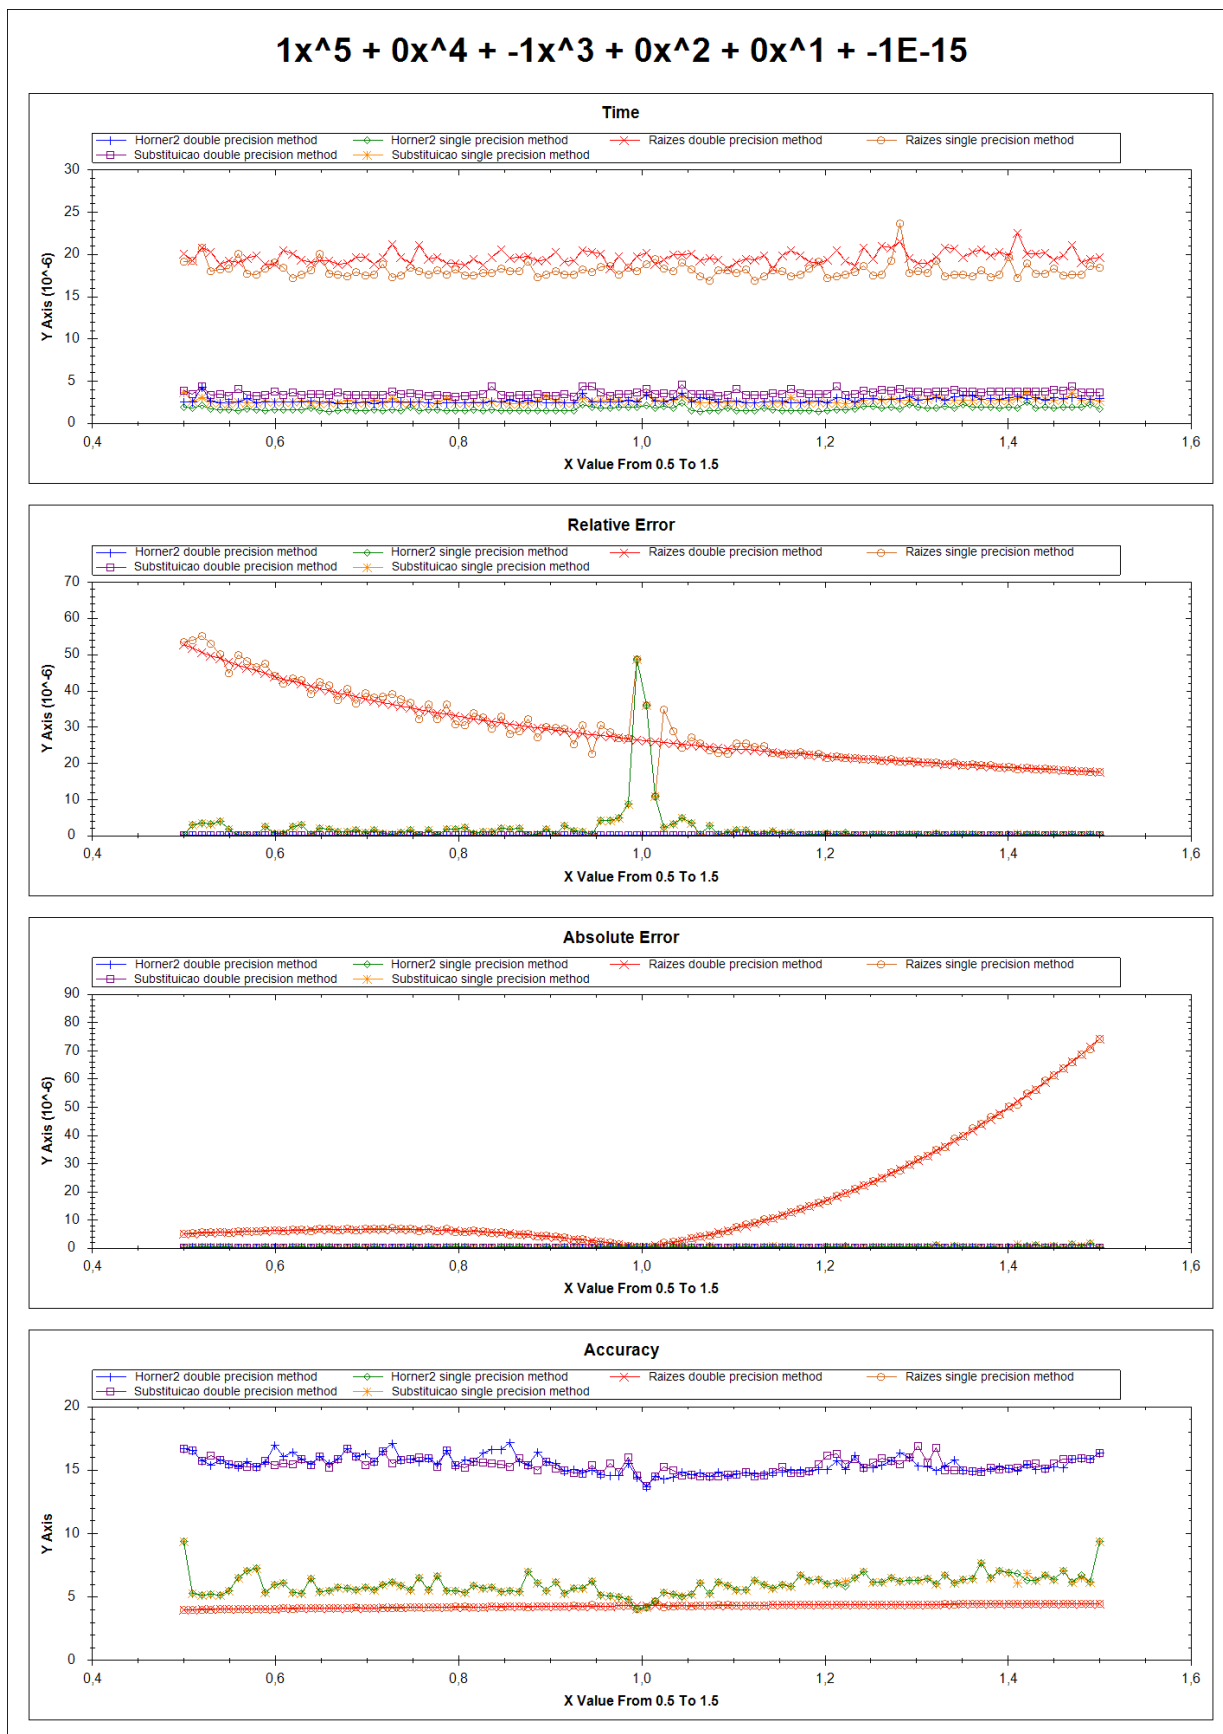 1x^5 + 0x^4 + -1x^3 + 0x^2 + 0x^1 + -1E-15
Time
Horner2 double precision method Horner2 single precision method Raizes double precision method Raizes single precision method
Substituicao double precision method Substituicao single precision method
30
25
20
15
10
5
0
Y Axis (10^-6)
0,4 0,6 0,8 1,0 1,2 1,4 1,6
X Value From 0.5 To 1.5
Relative Error
Horner2 double precision method Horner2 single precision method Raizes double precision method Raizes single precision method
Substituicao double precision method Substituicao single precision method
70
60
50
40
30
20
10
0
Y Axis (10^-6)
0,4 0,6 0,8 1,0 1,2 1,4 1,6
X Value From 0.5 To 1.5
Absolute Error
Horner2 double precision method Horner2 single precision method Raizes double precision method Raizes single precision method
Substituicao double precision method Substituicao single precision method
90
80
70
60
50
40
30
20
10
0
Y Axis (10^-6)
0,4 0,6 0,8 1,0 1,2 1,4 1,6
X Value From 0.5 To 1.5
Accuracy
Horner2 double precision method Horner2 single precision method Raizes double precision method Raizes single precision method
Substituicao double precision method Substituicao single precision method
20
15
10
5
0
Y Axis
0,4 0,6 0,8 1,0 1,2 1,4 1,6
X Value From 0.5 To 1.5